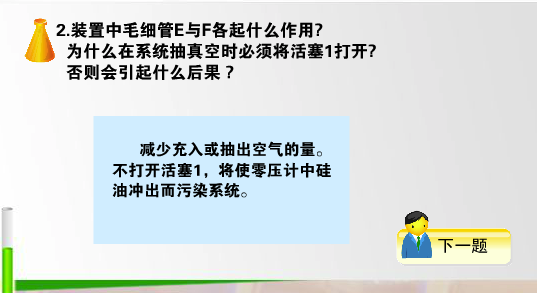 2.装置中毛细管E与F各起什么作用?
为什么在系统抽真空时必须将活塞1打开?
否则会引起什么后果？
减少充入或抽出空气的量。
不打开活塞1，将使零压计中硅
油冲出而污染系统。
下一题